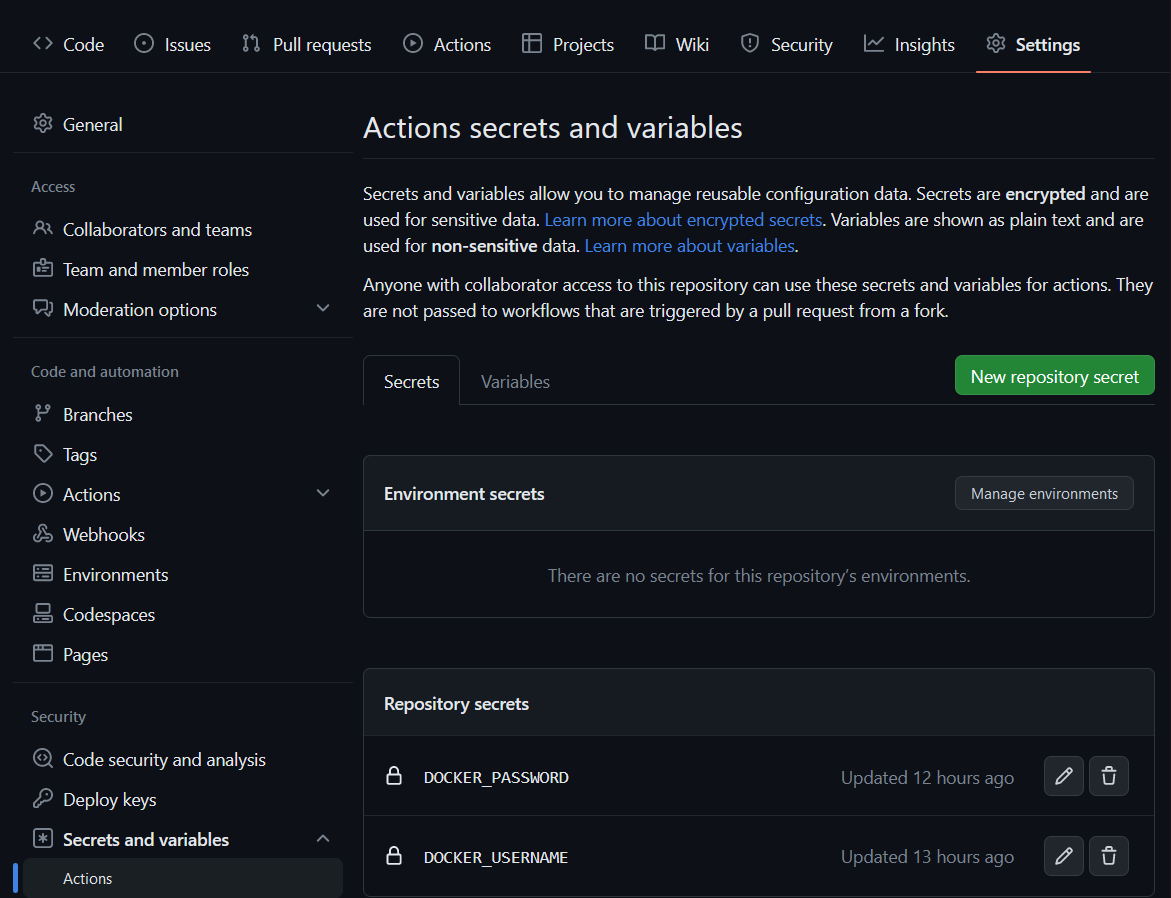 Code Issues Pull requests Actions Projects Wiki Security Insights Settings
General
Access
Collaborators and teams
Team and member roles
Moderation options
Code and automation
Branches
Tags
Actions
Webhooks
Environments
Codespaces
Pages
Security
Code security and analysis
Deploy keys
Secrets and variables
Actions
Actions secrets and variables
Secrets and variables allow you to manage reusable configuration data. Secrets are encrypted and are
used for sensitive data. Learn more about encrypted secrets. Variables are shown as plain text and are
used for non-sensitive data. Learn more about variables.
Anyone with collaborator access to this repository can use these secrets and variables for actions. They
are not passed to workflows that are triggered by a pull request from a fork.
Secrets Variables New repository secret
Environment secrets Manage environments
There are no secrets for this repository’s environments.
Repository secrets
DOCKER_PASSWORD Updated 12 hours ago
DOCKER_USERNAME Updated 13 hours ago